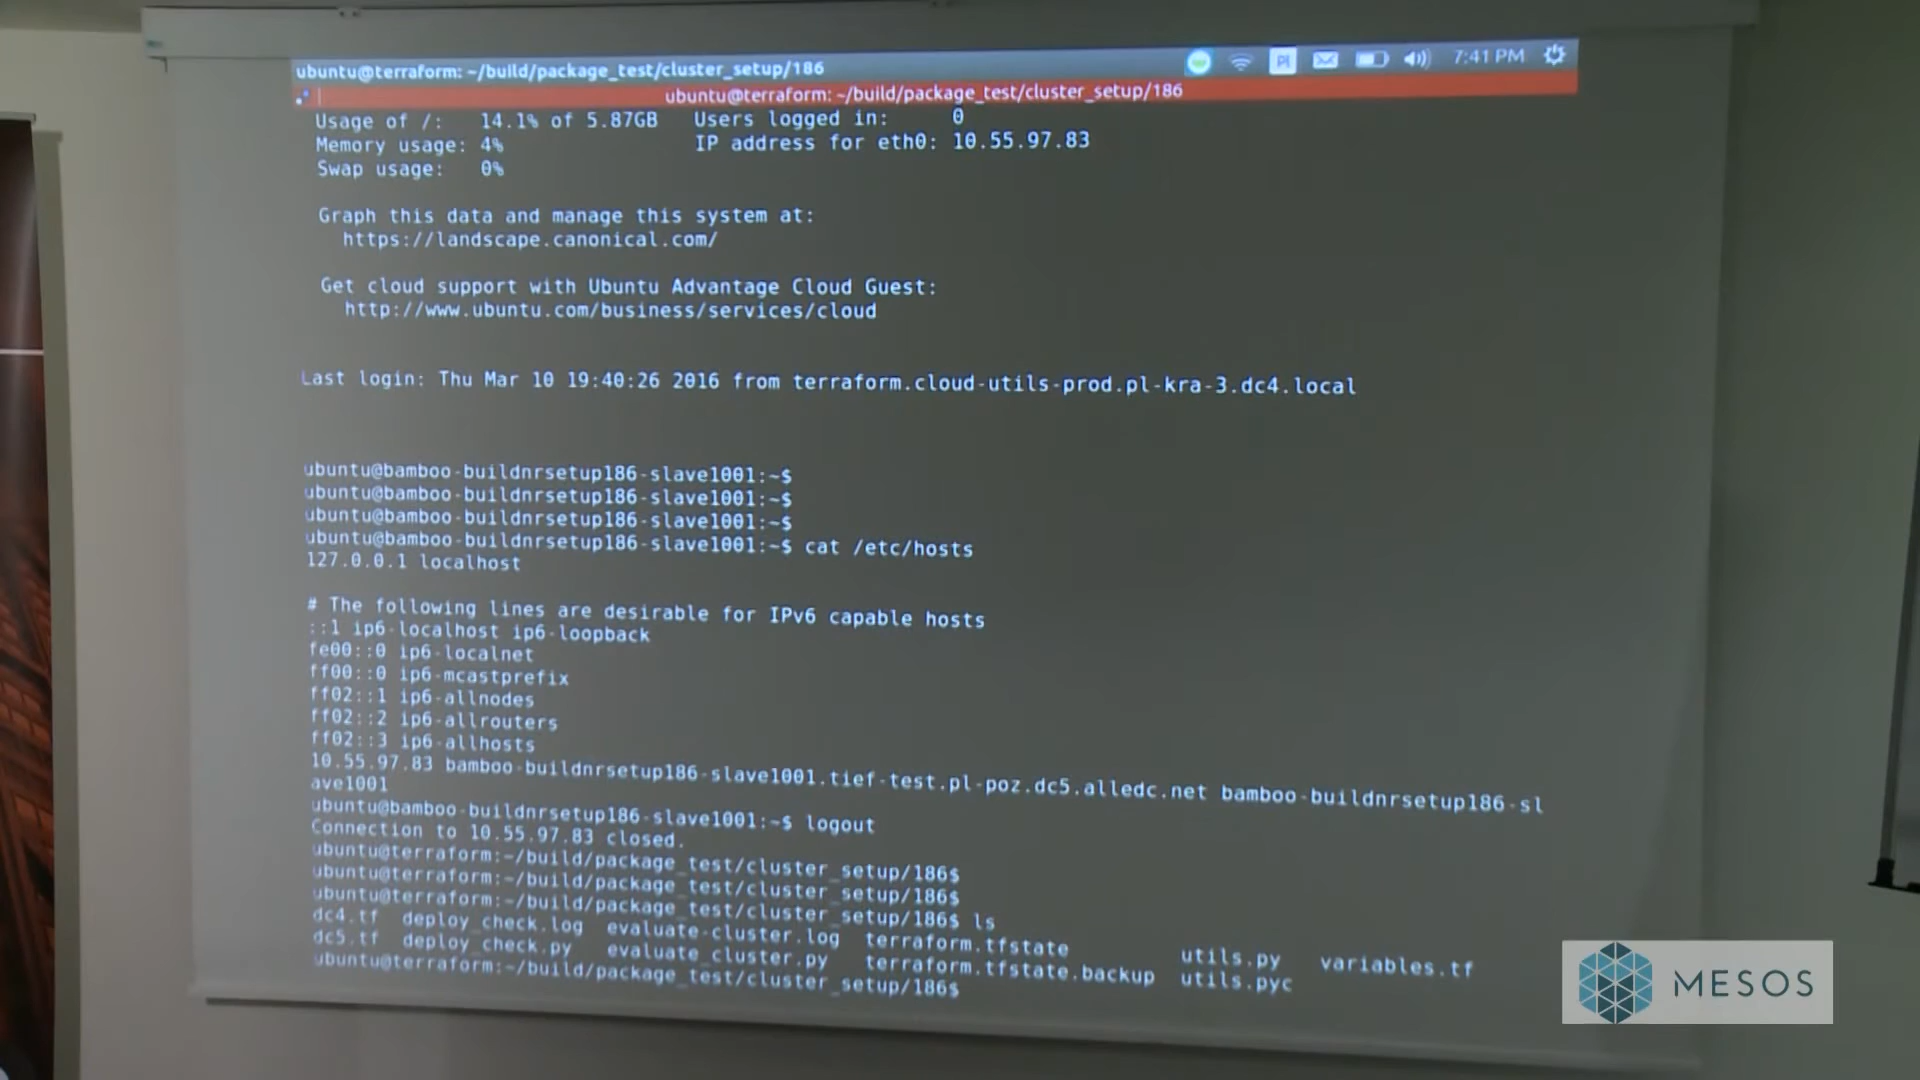 ubuntu@terraform: ~/build/package_test/cluster_setup/186
Pl
7:41 PM
ubuntu@terraform: ~/build/package_test/cluster_setup/186
Usage of /: 14.1% of 5.87GB Users logged in: 0
Memory usage: 4% IP address for eth0: 10.55.97.83
Swap usage: 0%
Graph this data and manage this system at:
https://landscape.canonical.com/
Get cloud support with Ubuntu Advantage Cloud Guest:
http://www.ubuntu.com/business/services/cloud
Last login: Thu Mar 10 19:40:26 2016 from terraform.cloud-utils-prod.pl-kra-3.dc4.local
ubuntu@bamboo-buildnrsetup186-slave1001:~$
ubuntu@bamboo-buildnrsetup186-slave1001:~$
ubuntu@bamboo-buildnrsetup186-slave1001:~$
ubuntu@bamboo-buildnrsetup186-slave1001:~$ cat /etc/hosts
127.0.0.1 localhost
# The following lines are desirable for IPv6 capable hosts
::1 ip6-localhost ip6-loopback
fe00::0 ip6-localnet
ff00::0 ip6-mcastprefix
ff02::1 ip6-allnodes
ff02::2 ip6-allrouters
ff02::3 ip6-allhosts
10.55.97.83 bamboo-buildnrsetup186-slave1001.tief-test.pl-poz.dc5.alledc.net bamboo-buildnrsetup186-sl
ave1001
ubuntu@bamboo-buildnrsetup186-slave1001:~$ logout
Connection to 10.55.97.83 closed.
ubuntu@terraform:~/build/package_test/cluster_setup/186$
ubuntu@terraform:~/build/package_test/cluster_setup/186$
ubuntu@terraform:~/build/package_test/cluster_setup/186$ ls
dc4.tf deploy_check.log evaluate-cluster.log terraform.tfstate utils.py variables.tf
dc5.tf deploy_check.py evaluate_cluster.py terraform.tfstate.backup utils.pyc
ubuntu@terraform:~/build/package_test/cluster_setup/186$
MESOS